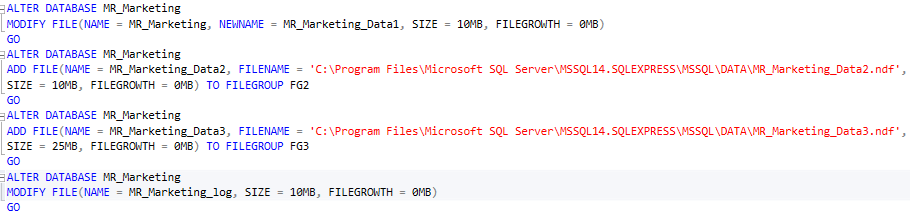 ALTER DATABASE MR_Marketing
MODIFY FILE(NAME = MR_Marketing, NEWNAME = MR_Marketing_Data1, SIZE = 10MB, FILEGROWTH = 0MB)
GO
ALTER DATABASE MR_Marketing
ADD FILE(NAME = MR_Marketing_Data2, FILENAME = 'C:\Program Files\Microsoft SQL Server\MSSQL14.SQLEXPRESS\MSSQL\DATA\MR_Marketing_Data2.ndf',
SIZE = 10MB, FILEGROWTH = 0MB) TO FILEGROUP FG2
GO
ALTER DATABASE MR_Marketing
ADD FILE(NAME = MR_Marketing_Data3, FILENAME = 'C:\Program Files\Microsoft SQL Server\MSSQL14.SQLEXPRESS\MSSQL\DATA\MR_Marketing_Data3.ndf',
SIZE = 25MB, FILEGROWTH = 0MB) TO FILEGROUP FG3
GO
ALTER DATABASE MR_Marketing
MODIFY FILE(NAME = MR_Marketing_log, SIZE = 10MB, FILEGROWTH = 0MB)
GO